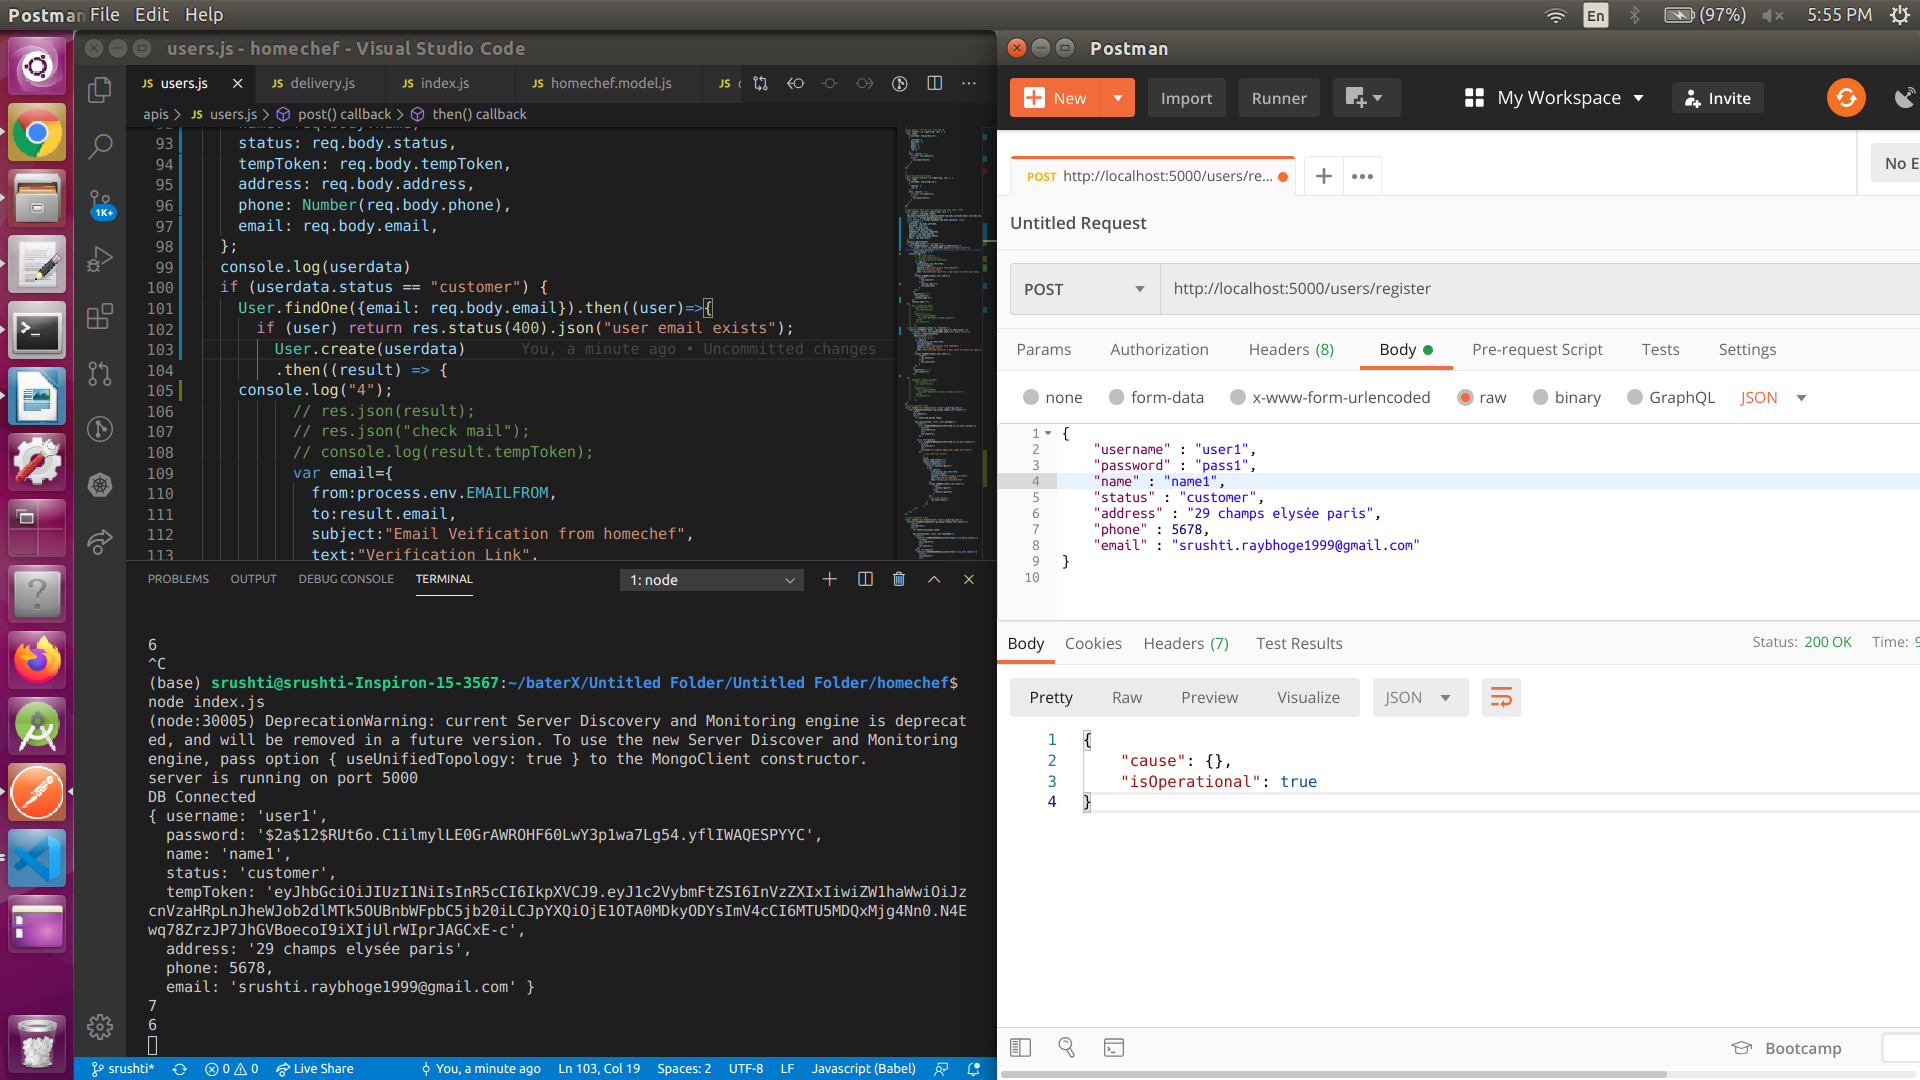 Postman File Edit Help
En (97%) 5:55 PM
users.js - homechef - Visual Studio Code
JS users.js JS delivery.js JS index.js JS homechef.model.js JS
apis > JS users.js > post() callback > then() callback
93 status: req.body.status,
94 tempToken: req.body.tempToken,
95 address: req.body.address,
96 phone: Number(req.body.phone),
97 email: req.body.email,
98 };
99 console.log(userdata)
100 if (userdata.status == "customer") {
101 User.findOne({email: req.body.email}).then((user)=>{
102 if (user) return res.status(400).json("user email exists");
103 User.create(userdata) You, a minute ago • Uncommitted changes
104 .then((result) => {
105 console.log("4");
106 // res.json(result);
107 // res.json("check mail");
108 // console.log(result.tempToken);
109 var email={
110 from:process.env.EMAILFROM,
111 to:result.email,
112 subject:"Email Veification from homechef",
113 text:"Verification Link",
1K+
PROBLEMS OUTPUT DEBUG CONSOLE TERMINAL 1: node
6
^C
(base) srushti@srushti-Inspiron-15-3567:~/baterX/Untitled Folder/Untitled Folder/homechef$
node index.js
(node:30005) DeprecationWarning: current Server Discovery and Monitoring engine is deprecat
ed, and will be removed in a future version. To use the new Server Discover and Monitoring
engine, pass option { useUnifiedTopology: true } to the MongoClient constructor.
server is running on port 5000
DB Connected
{ username: 'user1',
password: '$2a$12$RUt6o.C1ilmylLE0GrAWROHF60LwY3p1wa7Lg54.yflIWAQESPYYC',
name: 'name1',
status: 'customer',
tempToken: 'eyJhbGciOiJIUzI1NiIsInR5cCI6IkpXVCJ9.eyJ1c2VybmFtZSI6InVzZXIxIiwiZW1haWwiOiJz
cnVzaHRpLnJheWJob2dlMTk5OUBnbWFpbC5jb20iLCJpYXQiOjE1OTA0MDkyODYsImV4cCI6MTU5MDQxMjg4Nn0.N4E
wq78ZrzJP7JhGVBoecoI9iXIjUlrWIprJAGCxE-c',
address: '29 champs elysée paris',
phone: 5678,
email: 'srushti.raybhoge1999@gmail.com' }
7
6
srushti* 0 0 Live Share You, a minute ago Ln 103, Col 19 Spaces: 2 UTF-8 LF Javascript (Babel)
Postman
New Import Runner My Workspace Invite
POST http://localhost:5000/users/re... No E
Untitled Request
POST http://localhost:5000/users/register
Params Authorization Headers (8) Body Pre-request Script Tests Settings
none form-data x-www-form-urlencoded raw binary GraphQL JSON
1 {
2 "username" : "user1",
3 "password" : "pass1",
4 "name" : "name1",
5 "status" : "customer",
6 "address" : "29 champs elysée paris",
7 "phone" : 5678,
8 "email" : "srushti.raybhoge1999@gmail.com"
9 }
10
Body Cookies Headers (7) Test Results Status: 200 OK Time:
Pretty Raw Preview Visualize JSON
1 {
2 "cause": {},
3 "isOperational": true
4 }
Bootcamp